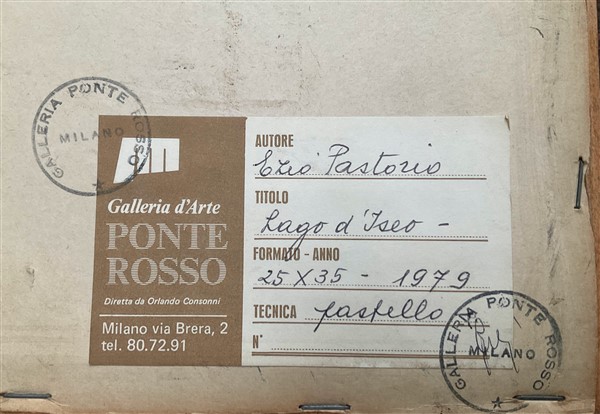 GALLERIA PONTE ROSSO
MILANO
Galleria d'Arte
PONTE
ROSSO
Diretta da Orlando Consonni
Milano via Brera, 2
tel. 80.72.91
AUTORE
Ezio Pastorio
TITOLO
Lago d'Iseo -
FORMATO - ANNO
25 X 35 - 1979
TECNICA pastello
N°
GALLERIA PONTE ROSSO
MILANO